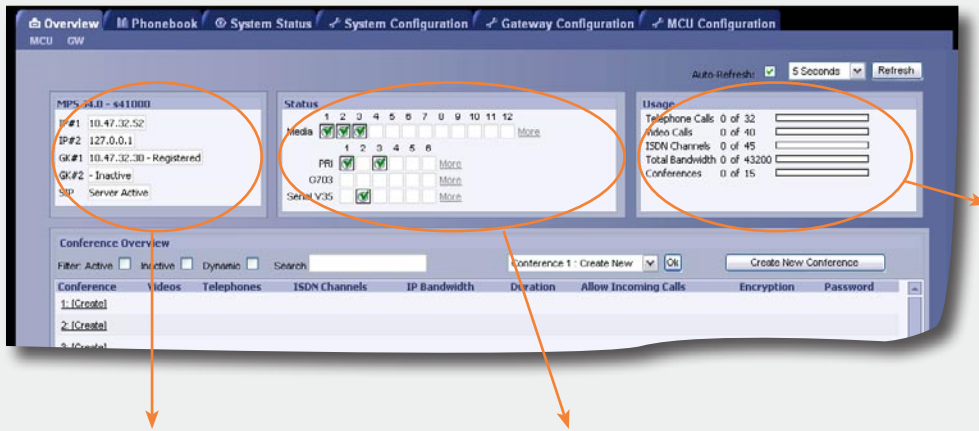 Overview Phonebook System Status System Configuration Gateway Configuration MCU Configuration
MCU GW
Auto-Refresh: 5 Seconds Refresh
MPS J4.0 - s41000
IP#1 10.47.32.52
IP#2 127.0.0.1
GK#1 10.47.32.30 - Registered
GK#2 - Inactive
SIP Server Active
Status
1 2 3 4 5 6 7 8 9 10 11 12
Media More
1 2 3 4 5 6
PRI More
G703 More
Serial V35 More
Usage
Telephone Calls 0 of 32
Video Calls 0 of 40
ISDN Channels 0 of 45
Total Bandwidth 0 of 43200
Conferences 0 of 15
Conference Overview
Filter: Active Inactive Dynamic Search Conference 1 : Create New Ok Create New Conference
Conference Videos Telephones ISDN Channels IP Bandwidth Duration Allow Incoming Calls Encryption Password
1: [Create]
2: [Create]
3: [Create]